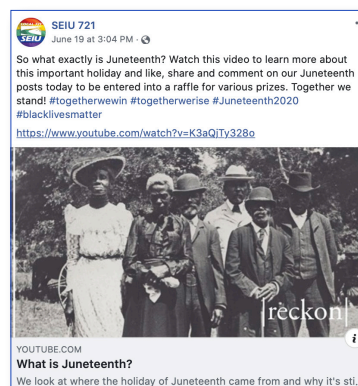 SEIU 721
June 19 at 3:04 PM ·
So what exactly is Juneteenth? Watch this video to learn more about
this important holiday and like, share and comment on our Juneteenth
posts today to be entered into a raffle for various prizes. Together we
stand! #togetherwewin #togetherwerise #Juneteenth2020
#blacklivesmatter
https://www.youtube.com/watch?v=K3aQjTy328o
|reckon|
i
YOUTUBE.COM
What is Juneteenth?
We look at where the holiday of Juneteenth came from and why it's sti...